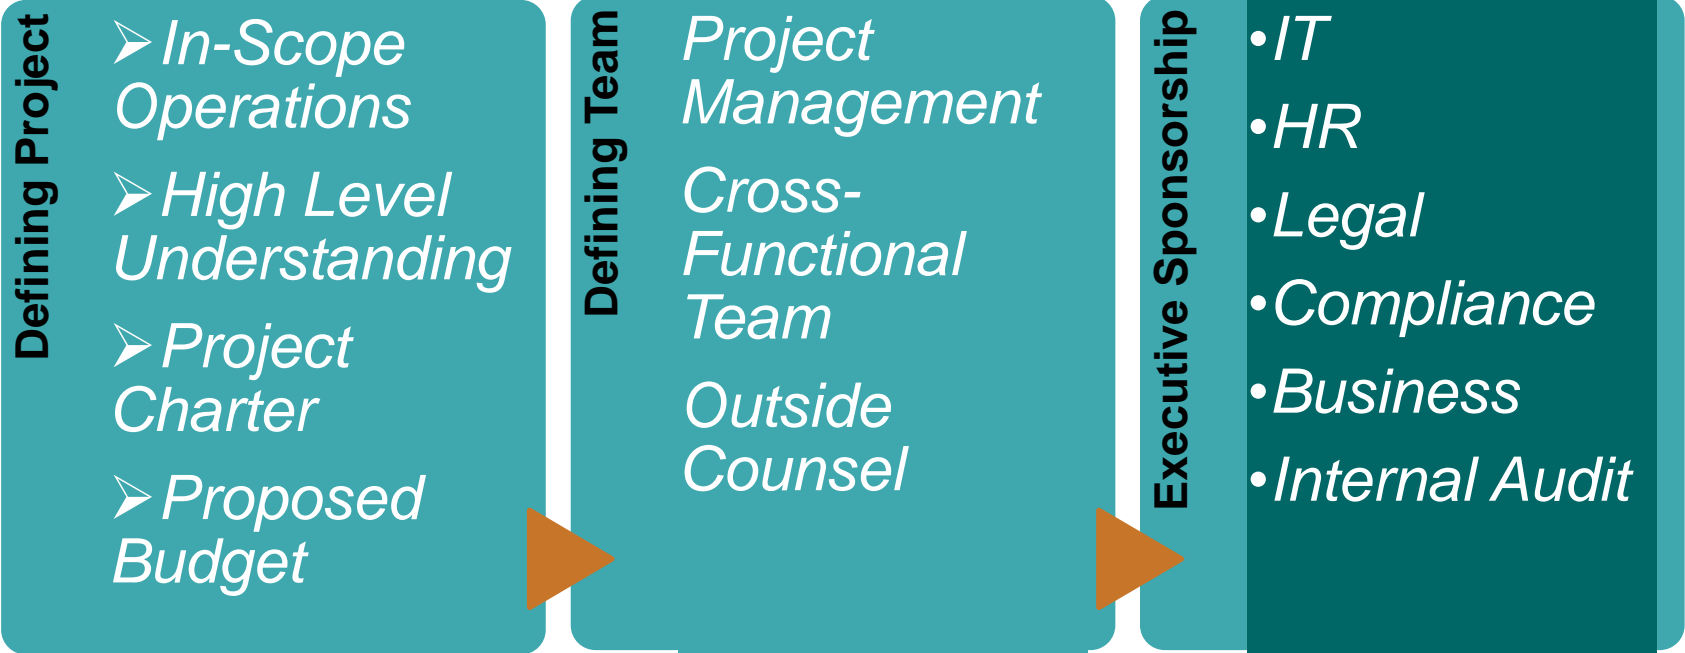 Defining Project
➢In-Scope
Operations
➢High Level
Understanding
➢Project
Charter
➢Proposed
Budget
Defining Team
Project
Management
Cross-
Functional
Team
Outside
Counsel
Executive Sponsorship
•IT
•HR
•Legal
•Compliance
•Business
•Internal Audit